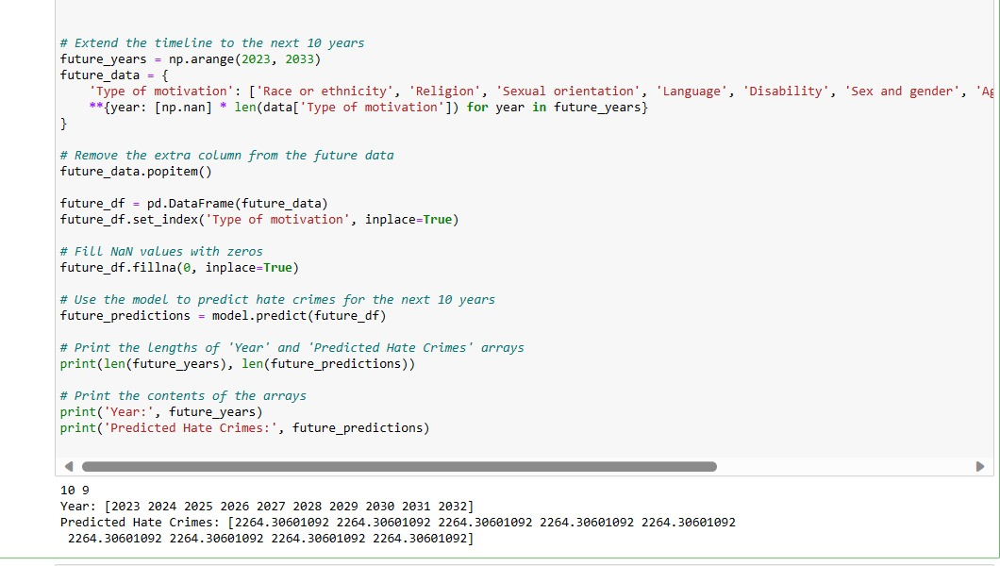 # Extend the timeline to the next 10 years
future_years = np.arange(2023, 2033)
future_data = {
    'Type of motivation': ['Race or ethnicity', 'Religion', 'Sexual orientation', 'Language', 'Disability', 'Sex and gender', 'Ag
    **{year: [np.nan] * len(data['Type of motivation']) for year in future_years}
}
# Remove the extra column from the future data
future_data.popitem()
future_df = pd.DataFrame(future_data)
future_df.set_index('Type of motivation', inplace=True)
# Fill NaN values with zeros
future_df.fillna(0, inplace=True)
# Use the model to predict hate crimes for the next 10 years
future_predictions = model.predict(future_df)
# Print the lengths of 'Year' and 'Predicted Hate Crimes' arrays
print(len(future_years), len(future_predictions))
# Print the contents of the arrays
print('Year:', future_years)
print('Predicted Hate Crimes:', future_predictions)
10 9
Year: [2023 2024 2025 2026 2027 2028 2029 2030 2031 2032]
Predicted Hate Crimes: [2264.30601092 2264.30601092 2264.30601092 2264.30601092 2264.30601092
 2264.30601092 2264.30601092 2264.30601092 2264.30601092]